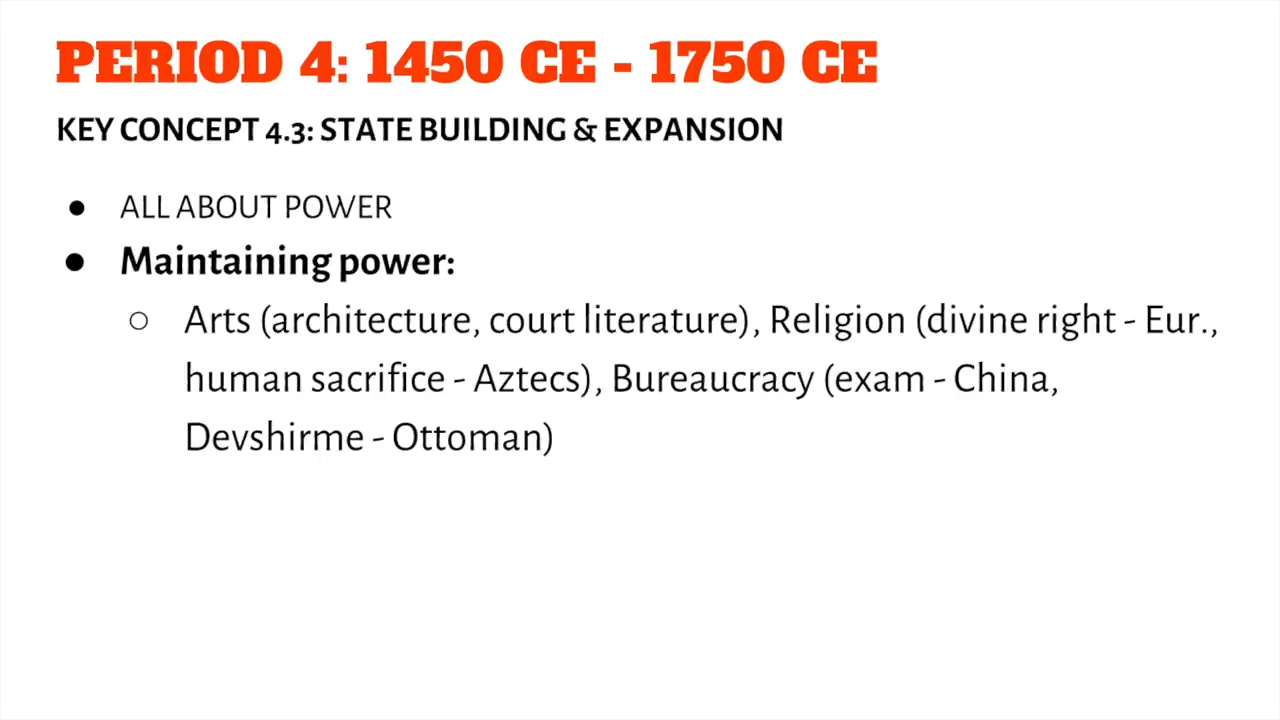 PERIOD 4: 1450 CE - 1750 CE
KEY CONCEPT 4.3: STATE BUILDING & EXPANSION
● ALL ABOUT POWER
● Maintaining power:
○ Arts (architecture, court literature), Religion (divine right - Eur.,
human sacrifice - Aztecs), Bureaucracy (exam - China,
Devshirme - Ottoman)